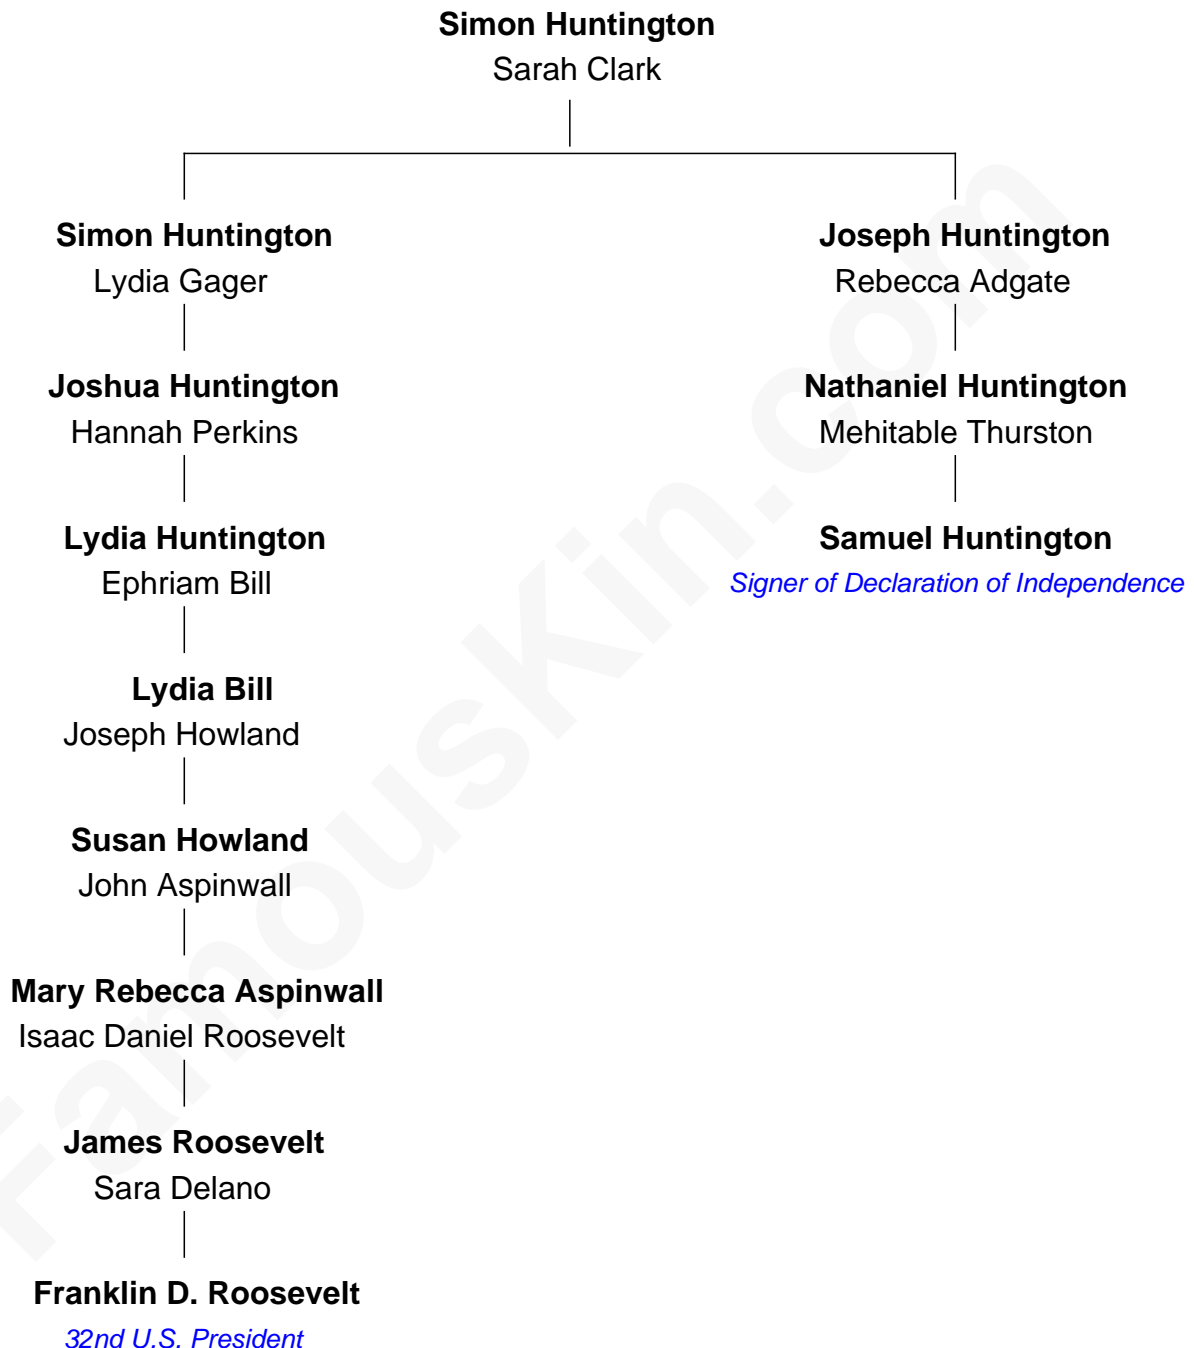 Simon Huntington
Sarah Clark
Simon Huntington
Lydia Gager
Joseph Huntington
Rebecca Adgate
Joshua Huntington
Hannah Perkins
Nathaniel Huntington
Mehitable Thurston
Lydia Huntington
Ephriam Bill
Samuel Huntington
Signer of Declaration of Independence
Lydia Bill
Joseph Howland
Susan Howland
John Aspinwall
Mary Rebecca Aspinwall
Isaac Daniel Roosevelt
James Roosevelt
Sara Delano
Franklin D. Roosevelt
32nd U.S. President
FamousKin.com